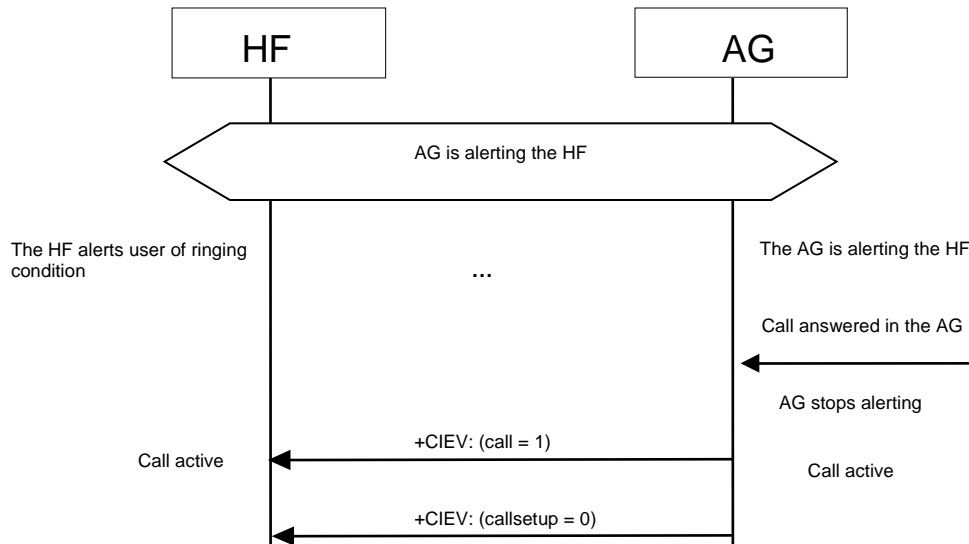 HF
AG
AG is alerting the HF
The HF alerts user of ringing
condition
...
The AG is alerting the HF
Call answered in the AG
AG stops alerting
+CIEV: (call = 1)
Call active
Call active
+CIEV: (callsetup = 0)